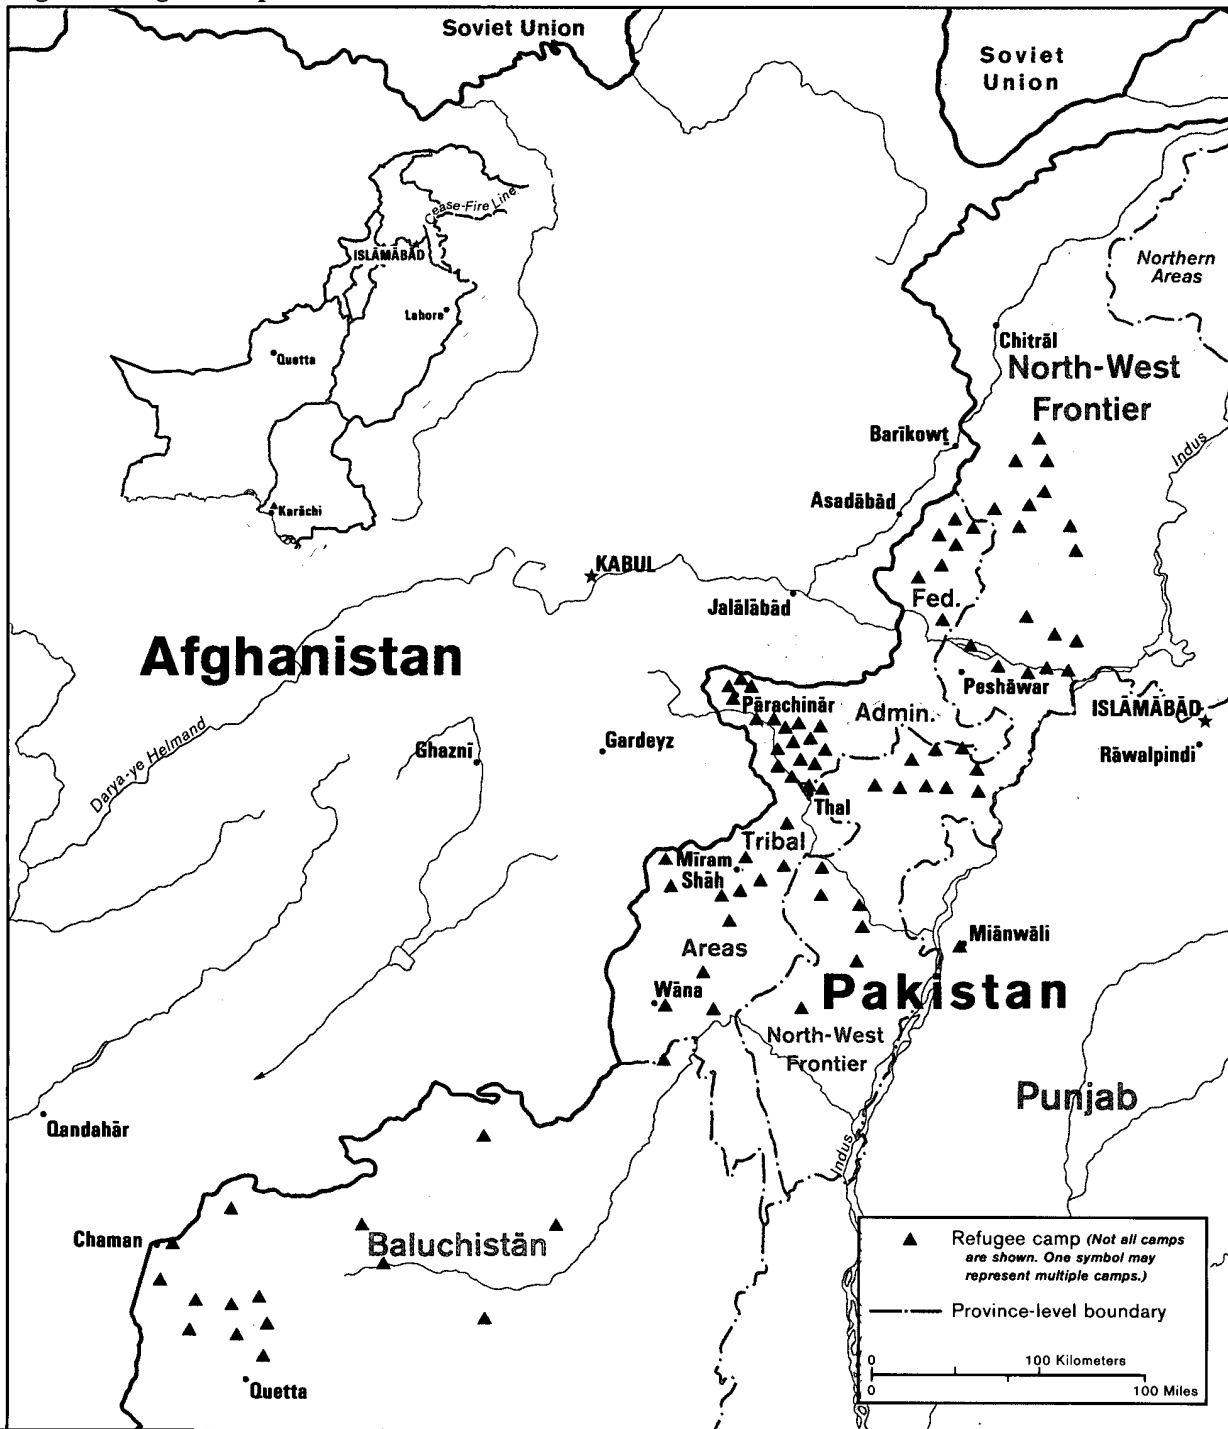 Soviet Union
Soviet
Union
Cease-Fire Line
ISLĀMĀBĀD
Lahore
Quetta
Karāchi
Northern
Areas
Chitrāl
North-West
Frontier
Indus
Barīkowṯ
Asadābād
KABUL
Jalālābād
Fed.
Afghanistan
Peshāwar
Pārachinār
Admin.
ISLĀMĀBĀD
Rāwalpindi
Darya-ye Helmand
Ghaznī
Gardeyz
Thal
Tribal
Mīram
Shāh
Areas
Miānwāli
Wāna
Pakistan
North-West
Frontier
Punjab
Qandahār
Indus
Chaman
Baluchistān
Quetta
Refugee camp (Not all camps
are shown. One symbol may
represent multiple camps.)
Province-level boundary
0 100 Kilometers
0 100 Miles